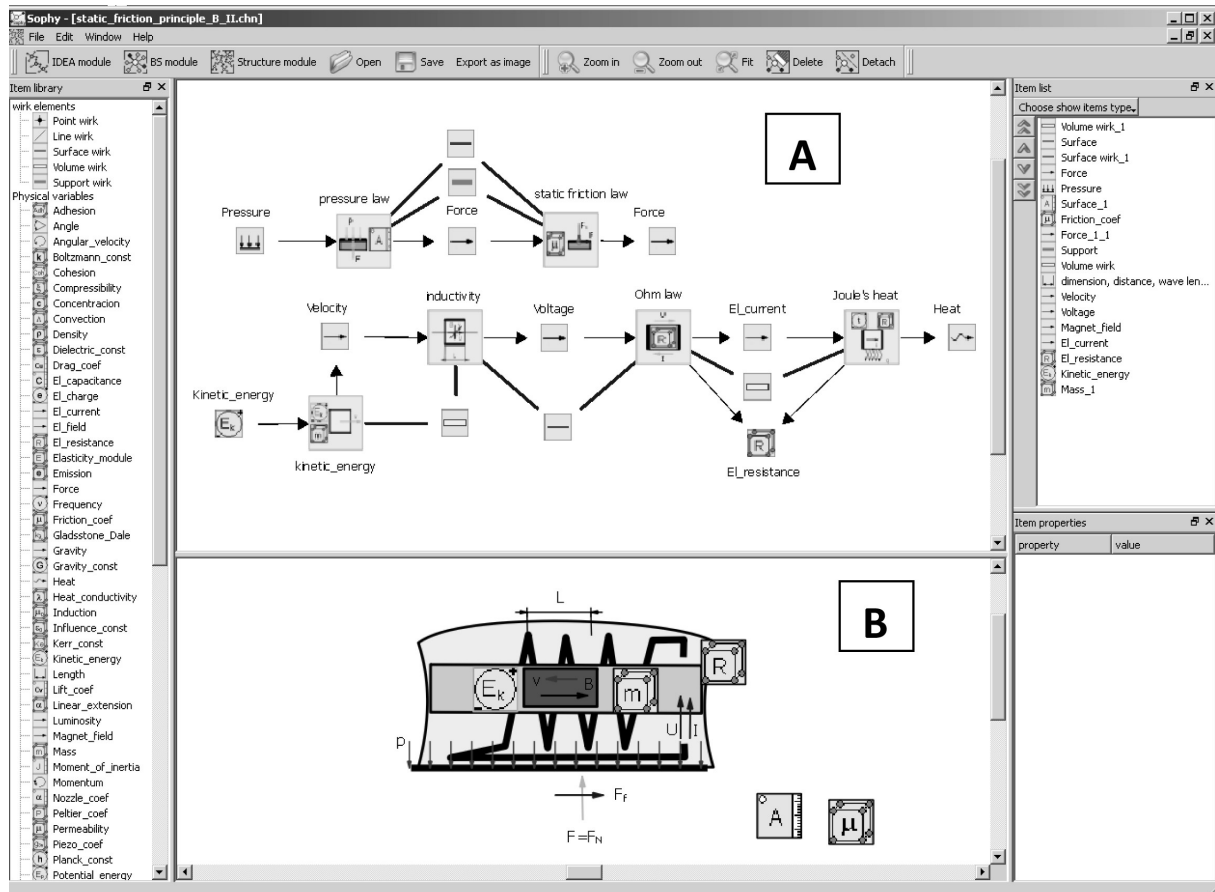 Sophy - [static_friction_principle_B_II.chn]
File Edit Window Help
IDEA module BS module Structure module Open Save Export as image Zoom in Zoom out Fit Delete Detach
Item library
wirk elements
Point wirk
Line wirk
Surface wirk
Volume wirk
Support wirk
Physical variables
Adhesion
Angle
Angular_velocity
Boltzmann_const
Cohesion
Compressibility
Concentracion
Convection
Density
Dielectric_const
Drag_coef
El_capacitance
El_charge
El_current
El_field
El_resistance
Elasticity_module
Emission
Force
Frequency
Friction_coef
Gladsstone_Dale
Gravity
Gravity_const
Heat
Heat_conductivity
Induction
Influence_const
Kerr_const
Kinetic_energy
Length
Lift_coef
Linear_extension
Luminosity
Magnet_field
Mass
Moment_of_inertia
Momentum
Nozzle_coef
Peltier_coef
Permeability
Piezo_coef
Planck_const
Potential_energy
A
pressure law
static friction law
Pressure
Force
Force
P
A
F
μ
F
Velocity
inductivity
Voltage
Ohm law
El_current
Joule's heat
Heat
L
U
R
I
t
R
Kinetic_energy
Ek
Ek
m
kinetic_energy
R
El_resistance
B
L
R
Ek
v
B
m
U
I
p
Ff
F=FN
A
μ
Item list
Choose show items type
Volume wirk_1
Surface
Surface wirk_1
Force
Pressure
Surface_1
Friction_coef
Force_1_1
Support
Volume wirk
dimension, distance, wave len...
Velocity
Voltage
Magnet_field
El_current
El_resistance
Kinetic_energy
Mass_1
Item properties
property value